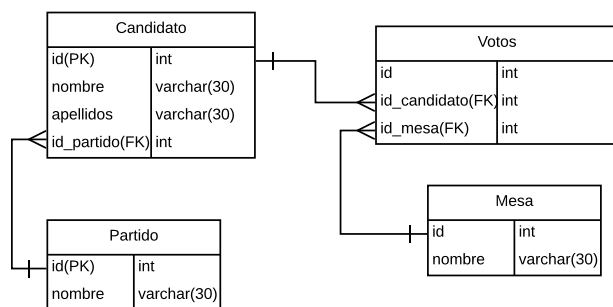 Candidato
id(PK) int
nombre varchar(30)
apellidos varchar(30)
id_partido(FK) int
Votos
id int
id_candidato(FK) int
id_mesa(FK) int
Partido
id(PK) int
nombre varchar(30)
Mesa
id int
nombre varchar(30)